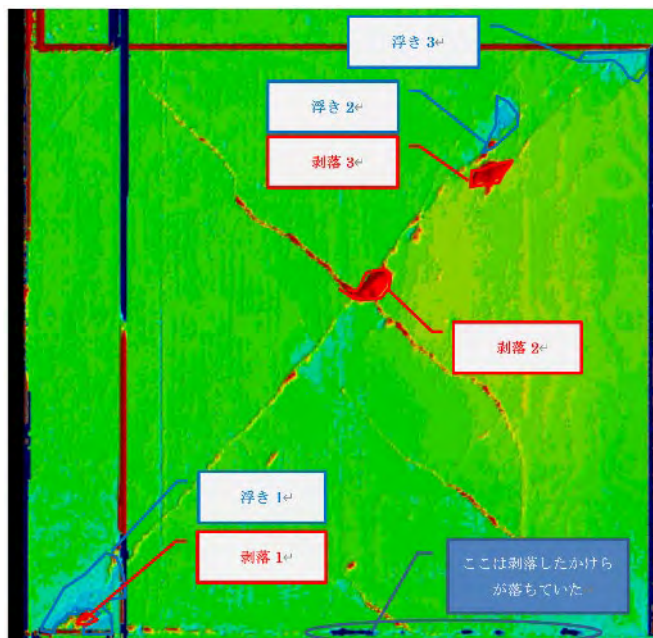 浮き 3↵
浮き 2↵
剥落 3↵
剥落 2↵
浮き 1↵
剥落 1↵
ここは剥落したかけら
が落ちていた